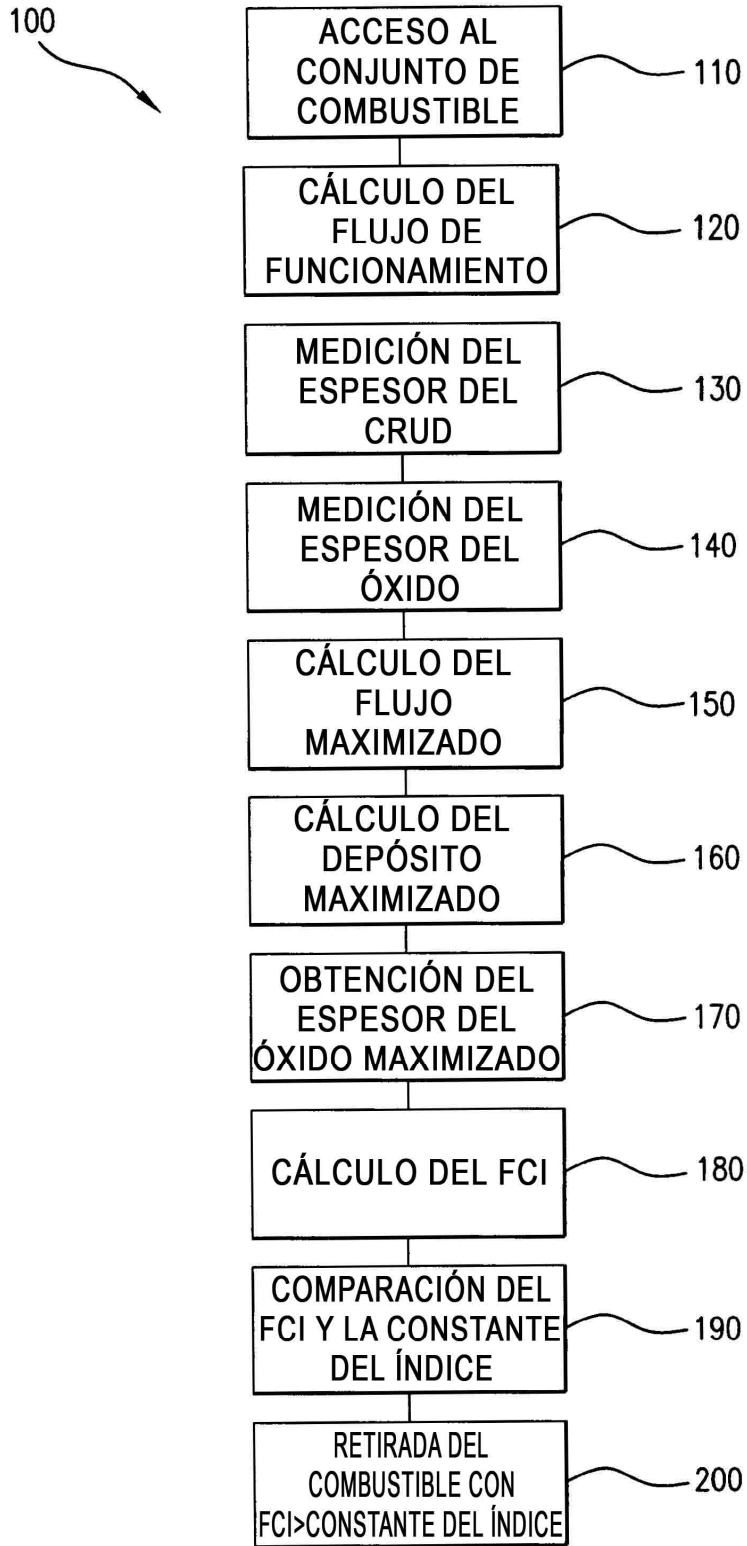 100
ACCESO AL
CONJUNTO DE
COMBUSTIBLE
110
CÁLCULO DEL
FLUJO DE
FUNCIONAMIENTO
120
MEDICIÓN DEL
ESPESOR DEL
CRUD
130
MEDICIÓN DEL
ESPESOR DEL
ÓXIDO
140
CÁLCULO DEL
FLUJO
MAXIMIZADO
150
CÁLCULO DEL
DEPÓSITO
MAXIMIZADO
160
OBTENCIÓN DEL
ESPESOR DEL
ÓXIDO MAXIMIZADO
170
CÁLCULO DEL FCI
180
COMPARACIÓN DEL
FCI Y LA CONSTANTE
DEL ÍNDICE
190
RETIRADA DEL
COMBUSTIBLE CON
FCI>CONSTANTE DEL ÍNDICE
200